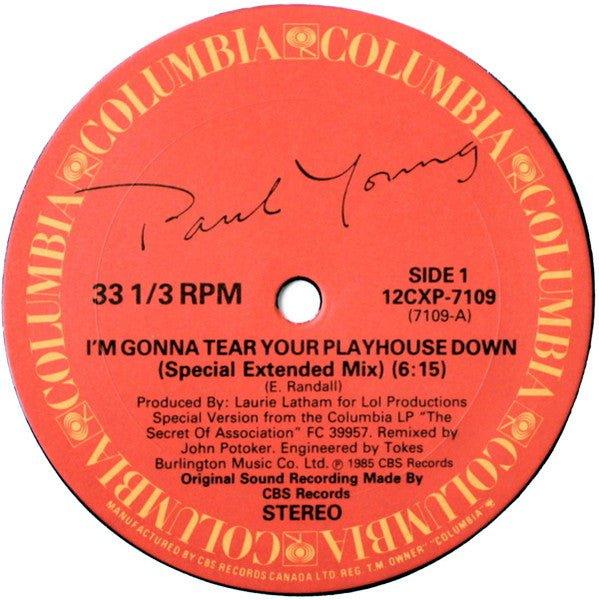 COLUMBIA COLUMBIA COLUMBIA COLUMBIA COLUMBIA COLUMBIA
Paul Young
33 1/3 RPM
SIDE 1
12CXP-7109
(7109-A)
I'M GONNA TEAR YOUR PLAYHOUSE DOWN
(Special Extended Mix) (6:15)
(E. Randall)
Produced By: Laurie Latham for Lol Productions
Special Version from the Columbia LP "The
Secret Of Association" FC 39957. Remixed by
John Potoker. Engineered by Tokes
Burlington Music Co. Ltd. ℗ 1985 CBS Records
Original Sound Recording Made By
CBS Records
STEREO
MANUFACTURED BY CBS RECORDS CANADA LTD. REG. T.M. OWNER "COLUMBIA"